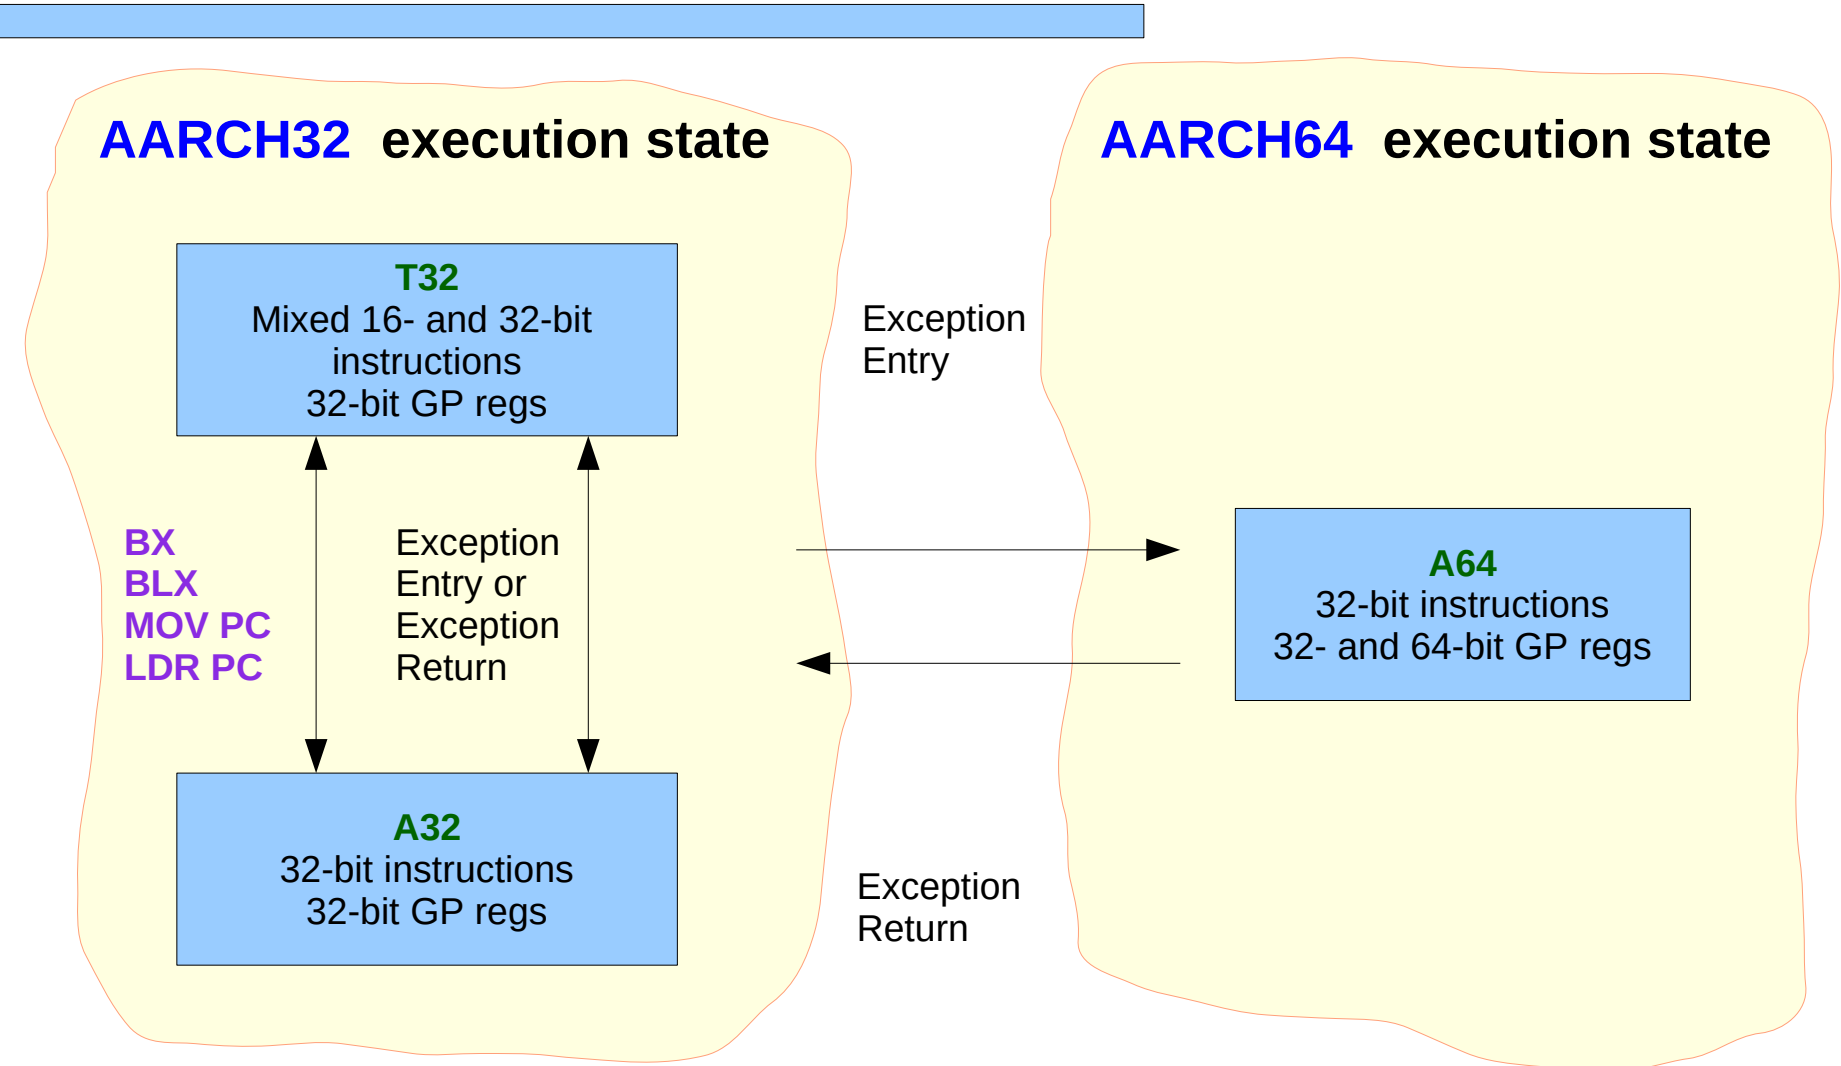 AARCH32 execution state
T32
Mixed 16- and 32-bit
instructions
32-bit GP regs
BX
BLX
MOV PC
LDR PC
Exception
Entry or
Exception
Return
A32
32-bit instructions
32-bit GP regs
Exception
Entry
Exception
Return
AARCH64 execution state
A64
32-bit instructions
32- and 64-bit GP regs